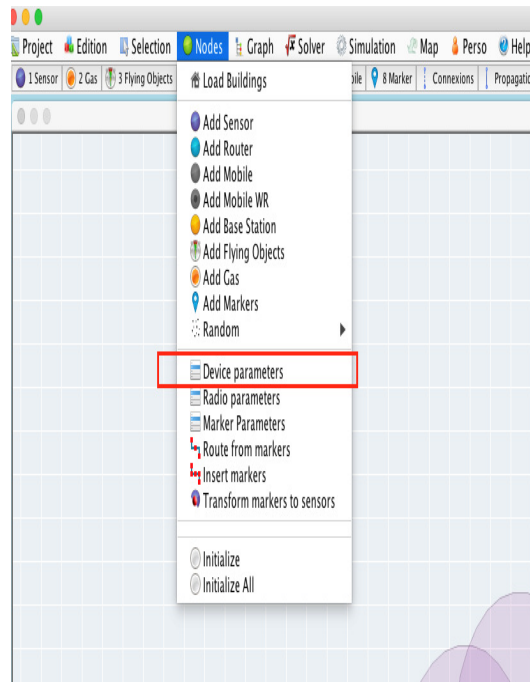 Project Edition Selection Nodes Graph Solver Simulation Map Perso Help
1 Sensor 2 Gas 3 Flying Objects 8 Marker Connexions
Load Buildings
Add Sensor
Add Router
Add Mobile
Add Mobile WR
Add Base Station
Add Flying Objects
Add Gas
Add Markers
Random
Device parameters
Radio parameters
Marker Parameters
Route from markers
Insert markers
Transform markers to sensors
Initialize
Initialize All